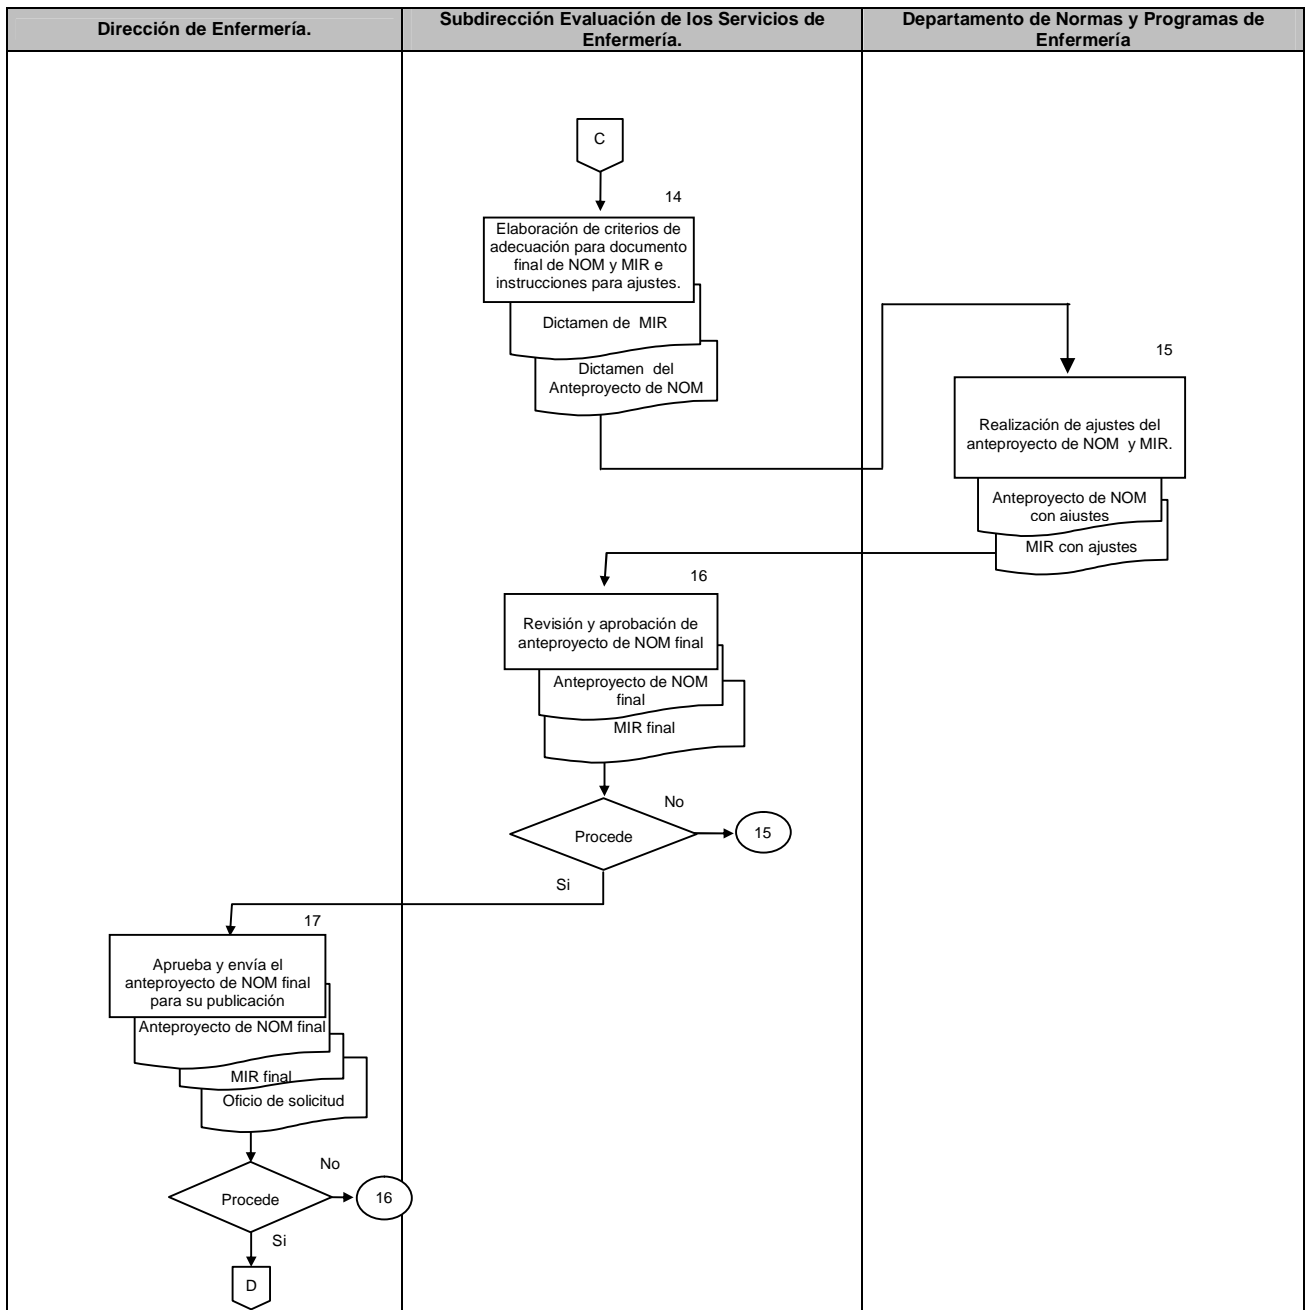 Dirección de Enfermería.
Subdirección Evaluación de los Servicios de
Enfermería.
Departamento de Normas y Programas de
Enfermería
C
14
Elaboración de criterios de
adecuación para documento
final de NOM y MIR e
instrucciones para ajustes.
Dictamen de MIR
Dictamen del
Anteproyecto de NOM
15
Realización de ajustes del
anteproyecto de NOM y MIR.
Anteproyecto de NOM
con ajustes
MIR con ajustes
16
Revisión y aprobación de
anteproyecto de NOM final
Anteproyecto de NOM
final
MIR final
No
Procede
15
Si
17
Aprueba y envía el
anteproyecto de NOM final
para su publicación
Anteproyecto de NOM final
MIR final
Oficio de solicitud
No
Procede
16
Si
D